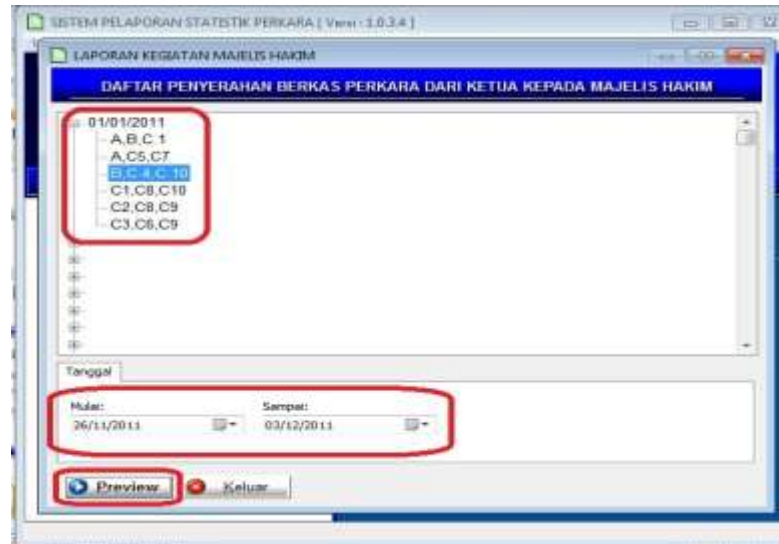 SISTEM PELAPORAN STATISTIK PERKARA [ Versi : 1.0.3.4 ]
LAPORAN KEGIATAN MAJELIS HAKIM
DAFTAR PENYERAHAN BERKAS PERKARA DARI KETUA KEPADA MAJELIS HAKIM
01/01/2011
A,B,C 1
A,C5,C7
B,C 4,C 10
C1,C8,C10
C2,C8,C9
C3,C6,C9
Tanggal
Mulai: Sampai:
26/11/2011 03/12/2011
Preview Keluar